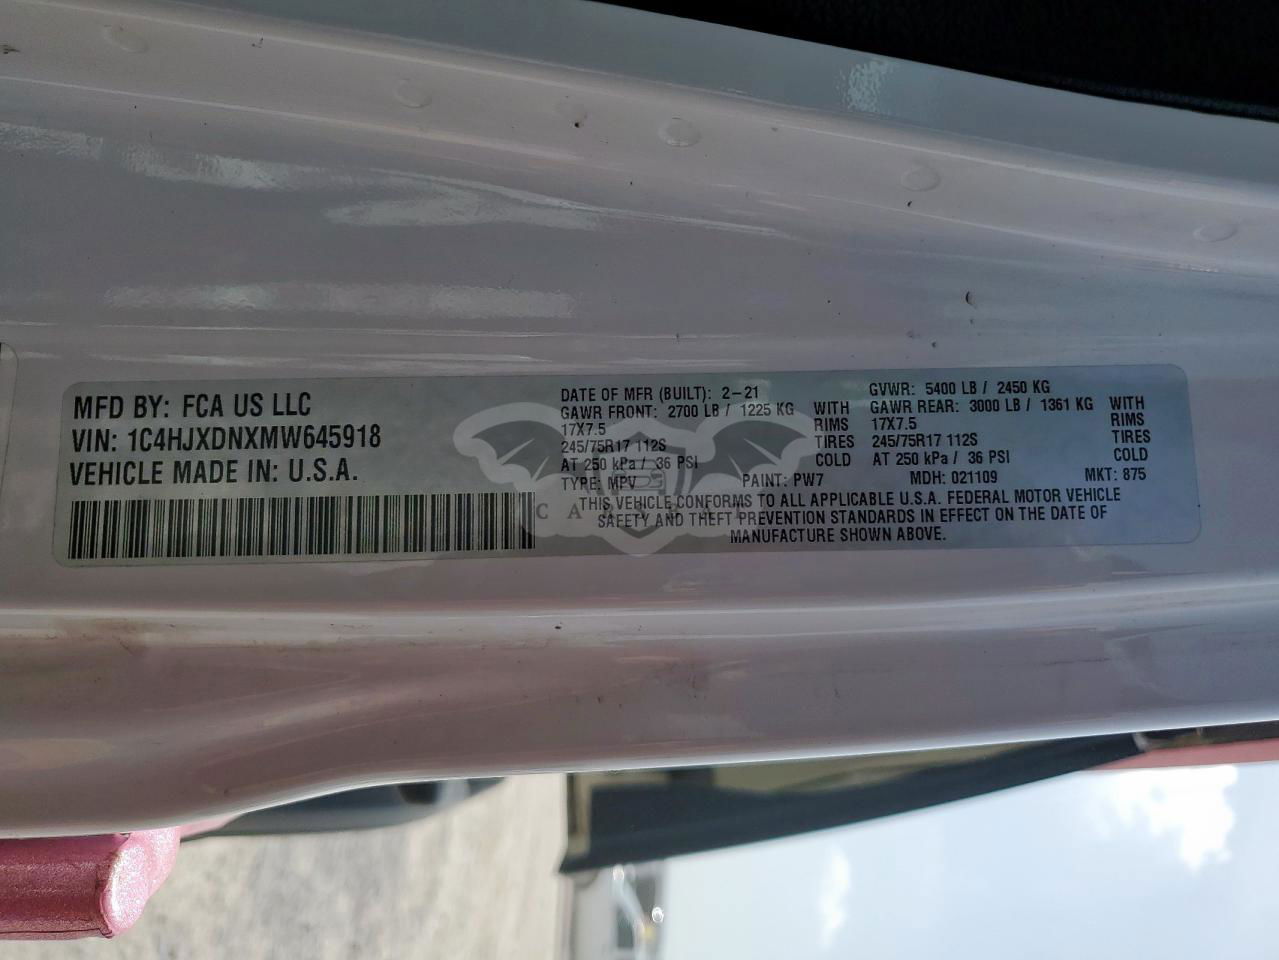 MFD BY: FCA US LLC
VIN: 1C4HJXDNXMW645918
VEHICLE MADE IN: U.S.A.
DATE OF MFR (BUILT): 2-21
GAWR FRONT: 2700 LB / 1225 KG WITH
17X7.5 RIMS
245/75R17 112S TIRES
AT 250 kPa / 36 PSI COLD
GVWR: 5400 LB / 2450 KG
GAWR REAR: 3000 LB / 1361 KG WITH
17X7.5 RIMS
245/75R17 112S TIRES
AT 250 kPa / 36 PSI COLD
TYPE: MPV PAINT: PW7 MDH: 021109 MKT: 875
THIS VEHICLE CONFORMS TO ALL APPLICABLE U.S.A. FEDERAL MOTOR VEHICLE
SAFETY AND THEFT PREVENTION STANDARDS IN EFFECT ON THE DATE OF
MANUFACTURE SHOWN ABOVE.